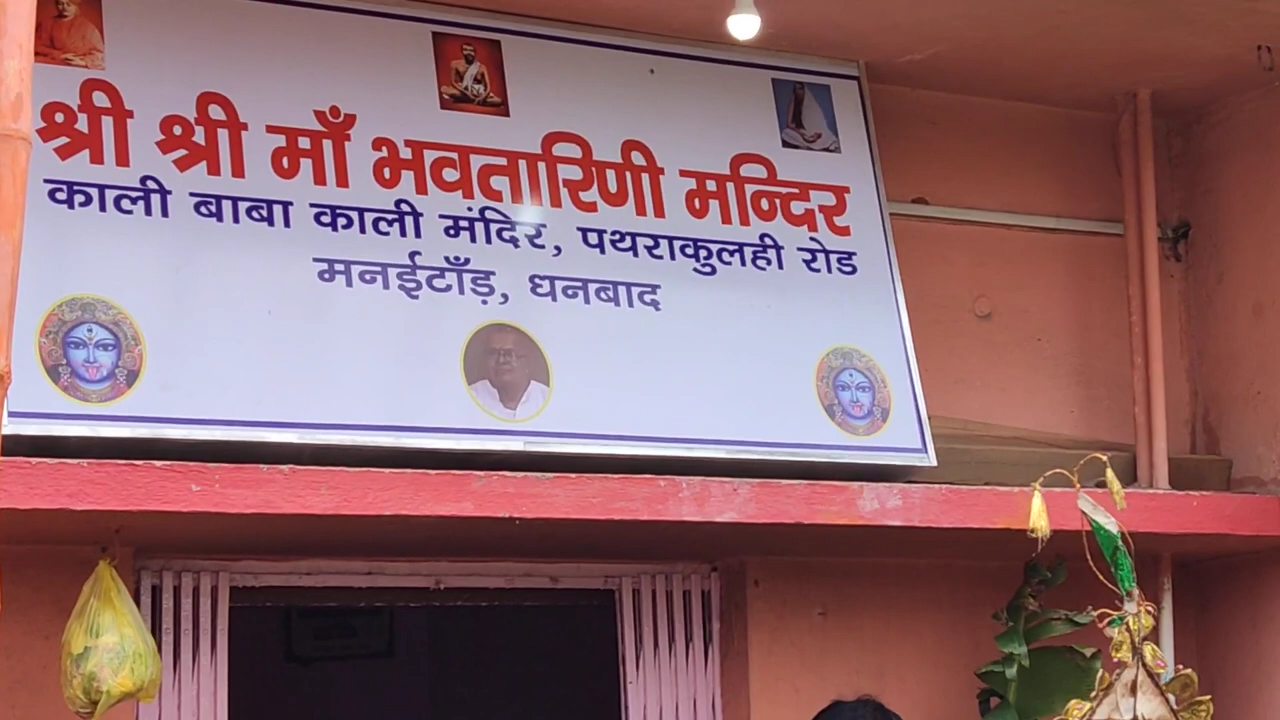 श्री श्री माँ भवतारिणी मन्दिर
काली बाबा काली मंदिर, पथराकुलही रोड
मनईटाँड़, धनबाद